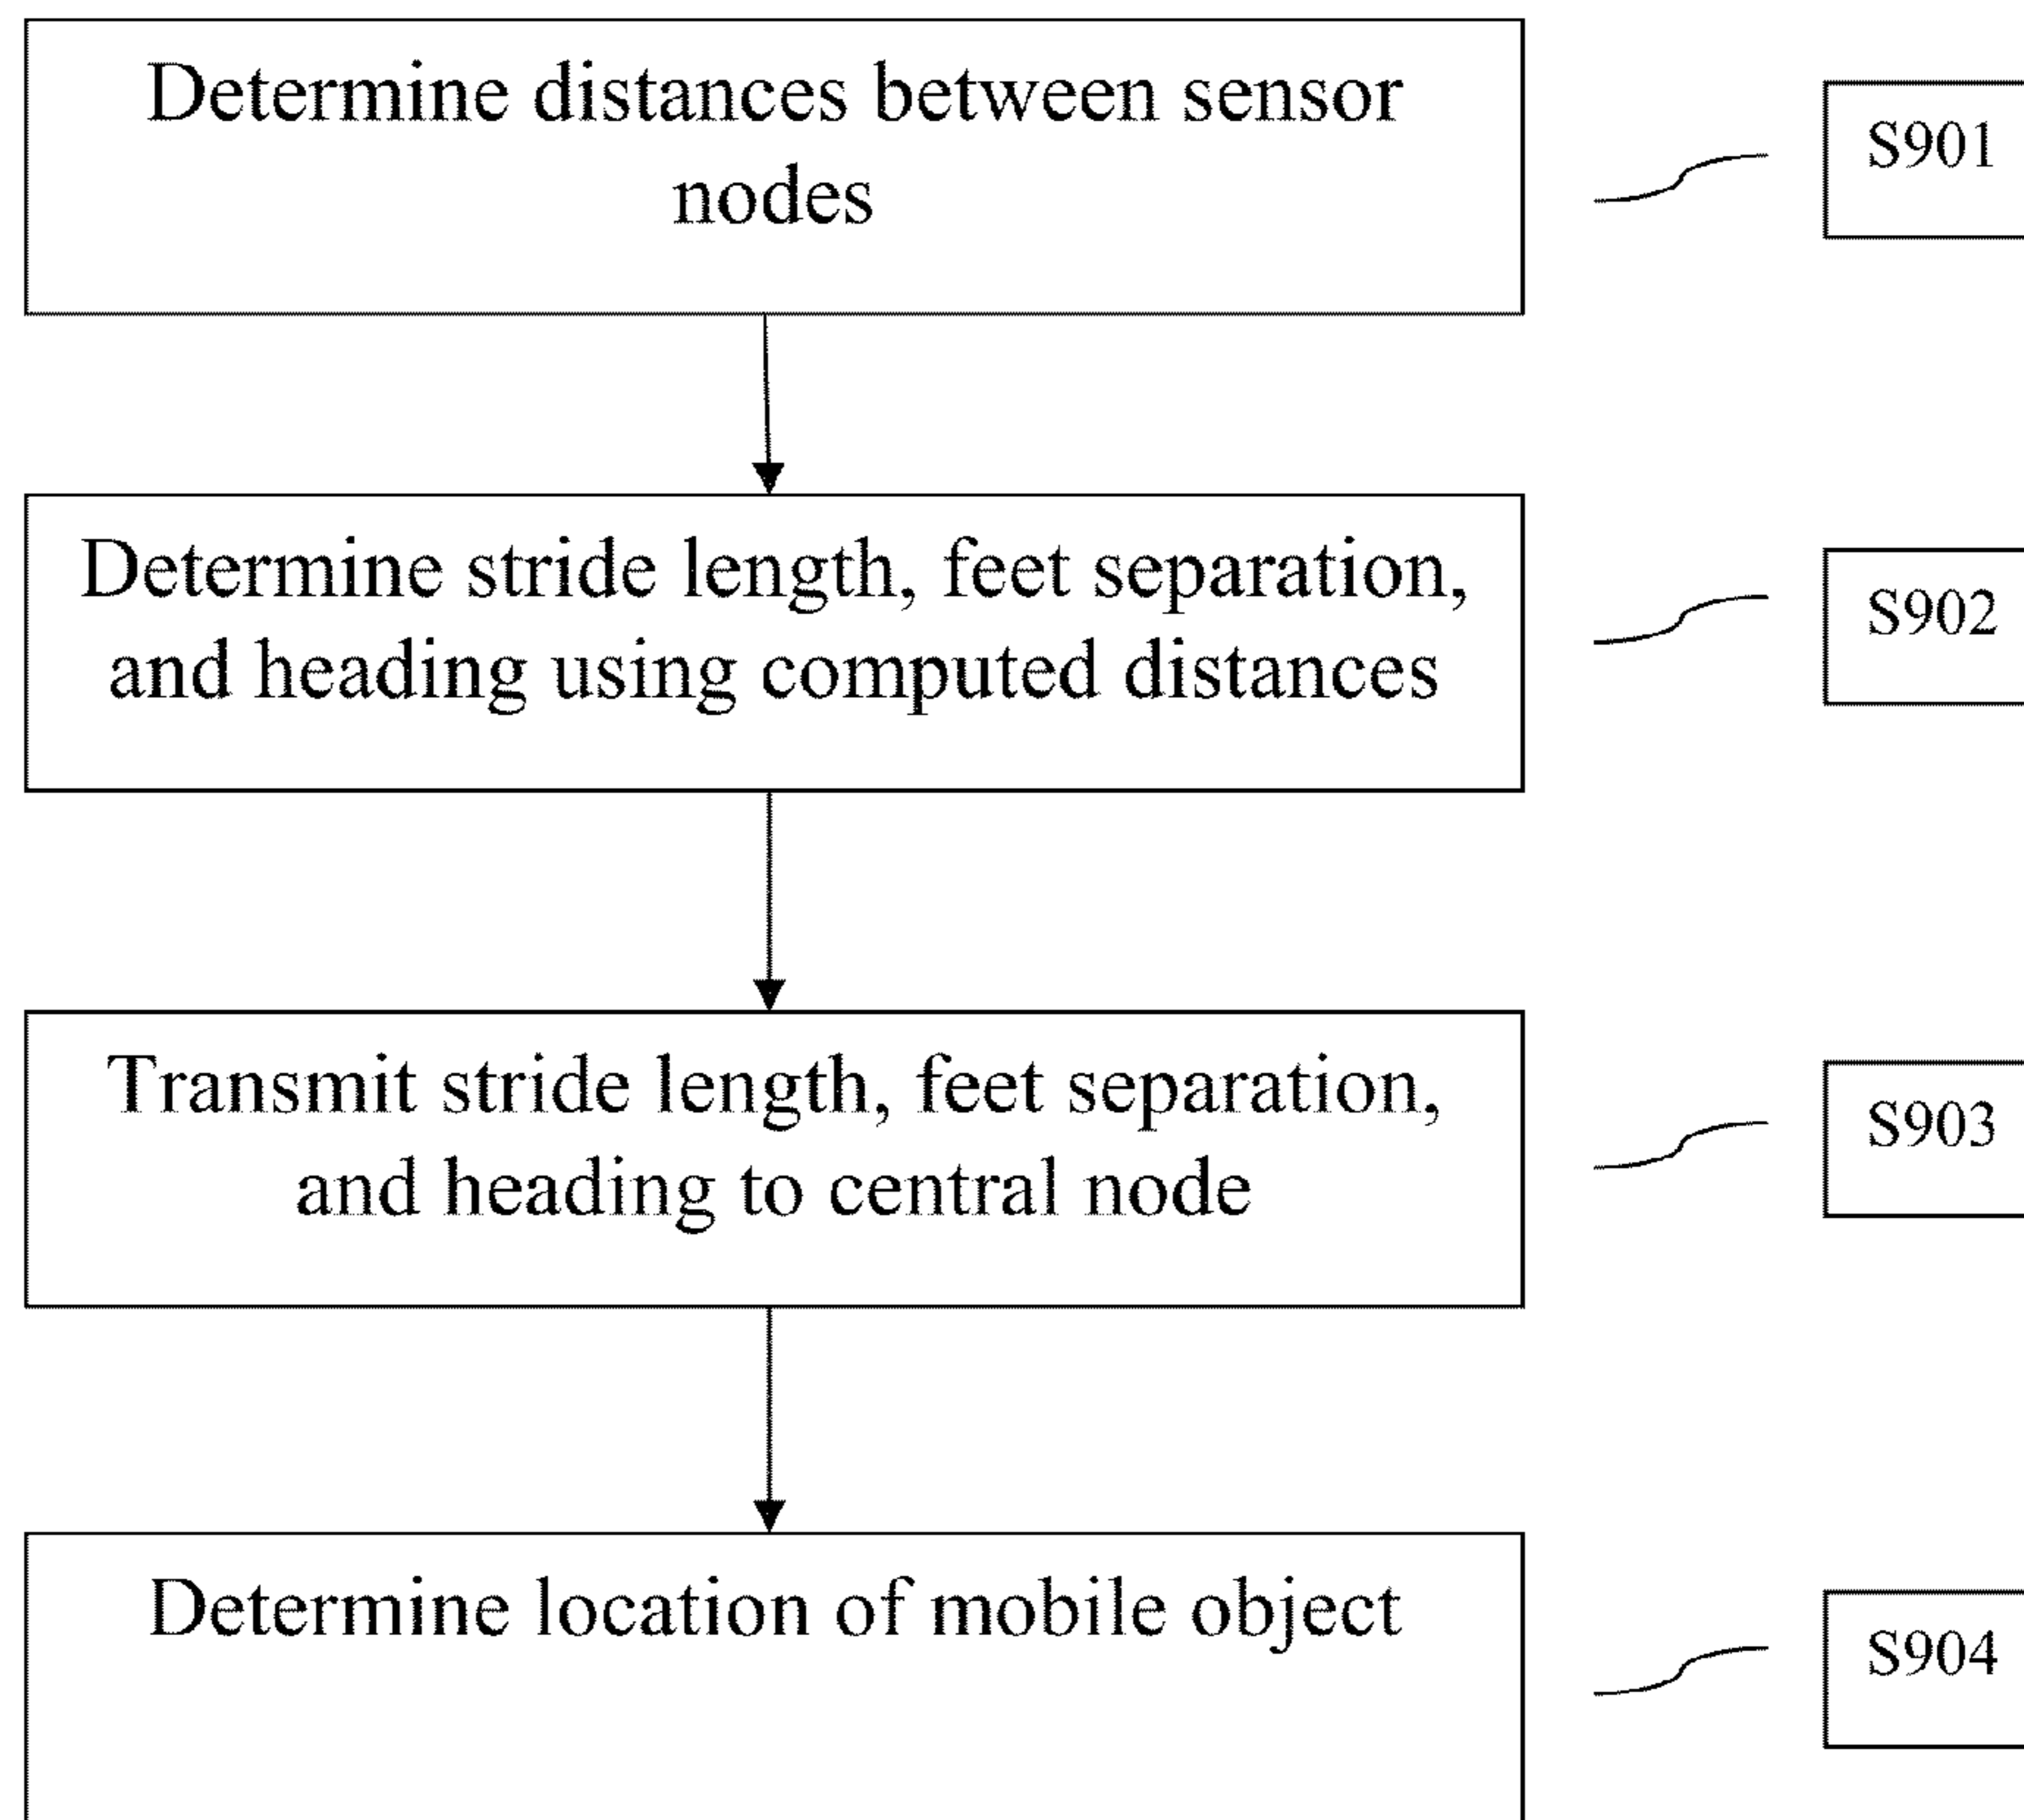 Determine distances between sensor
nodes
S901
Determine stride length, feet separation,
and heading using computed distances
S902
Transmit stride length, feet separation,
and heading to central node
S903
Determine location of mobile object
S904